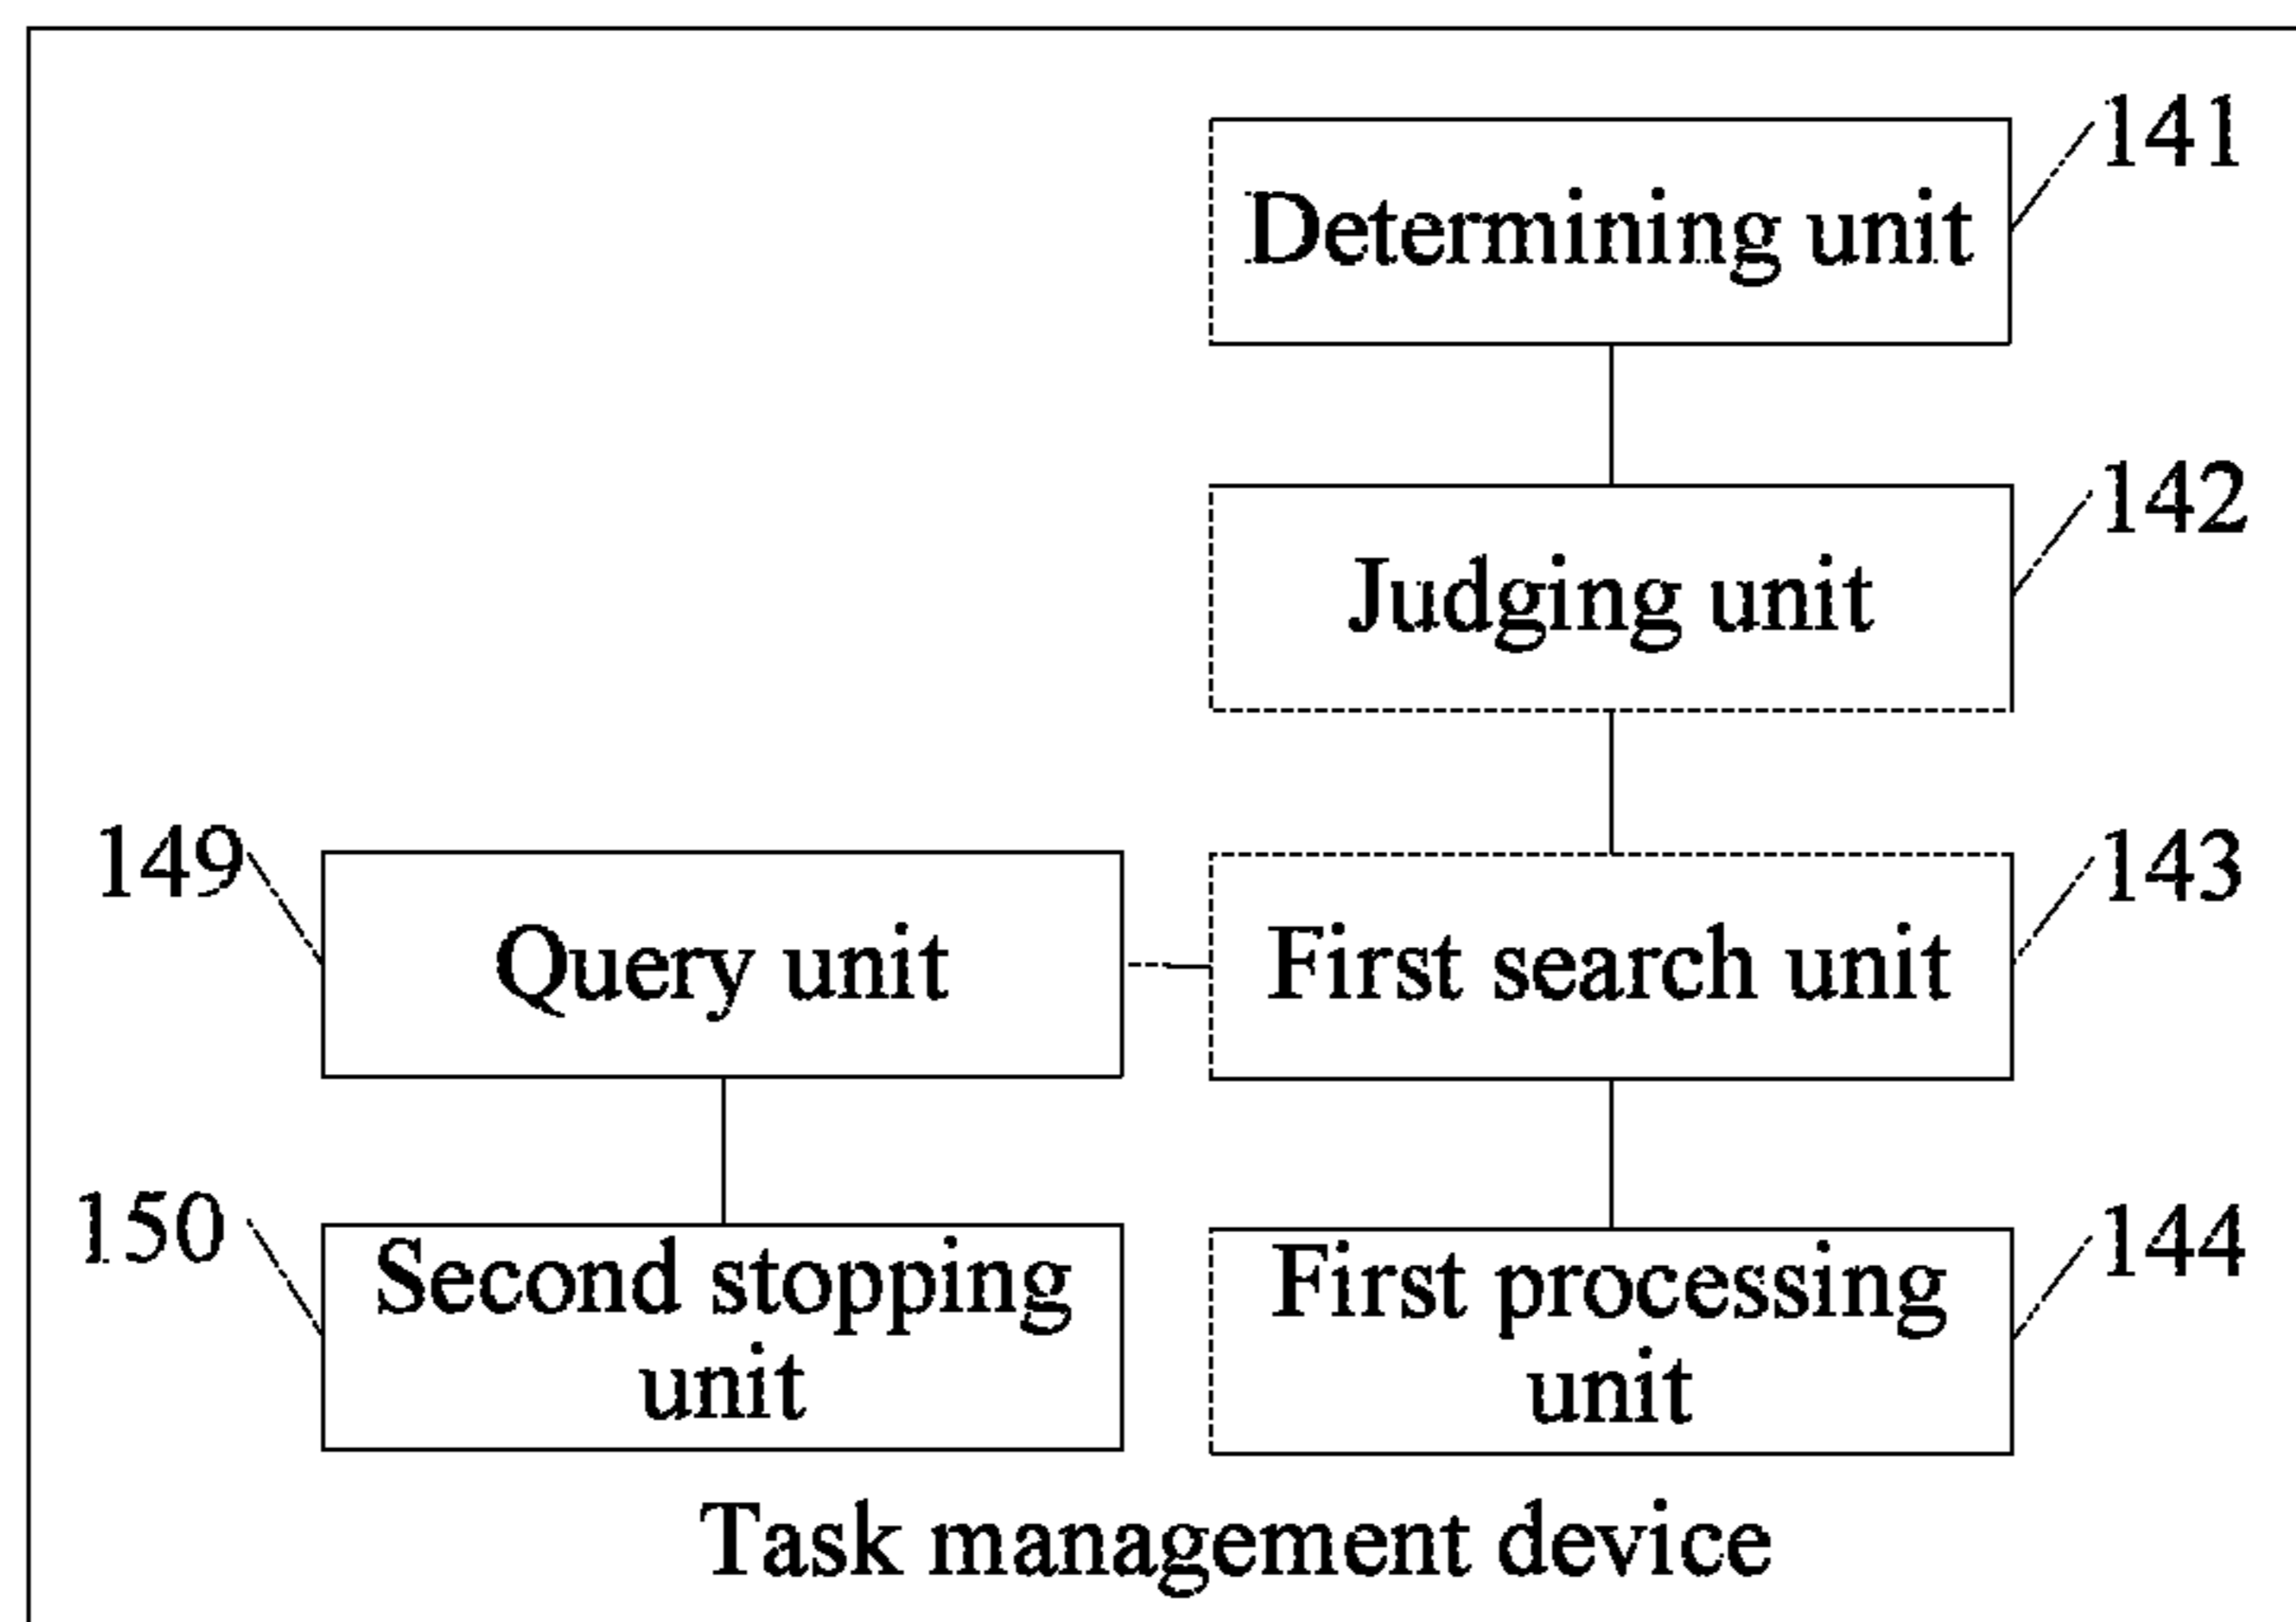 141
Determining unit
142
Judging unit
149
Query unit
143
First search unit
150
Second stopping
unit
144
First processing
unit
Task management device